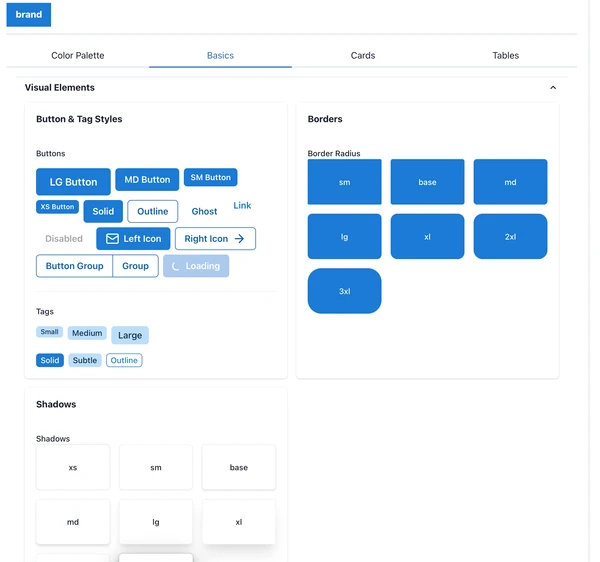 brand
Color Palette Basics Cards Tables
Visual Elements
Button & Tag Styles
Buttons
LG Button MD Button SM Button
XS Button Solid Outline Ghost Link
Disabled Left Icon Right Icon
Button Group Group Loading
Tags
Small Medium Large
Solid Subtle Outline
Borders
Border Radius
sm base md
lg xl 2xl
3xl
Shadows
Shadows
xs sm base
md lg xl